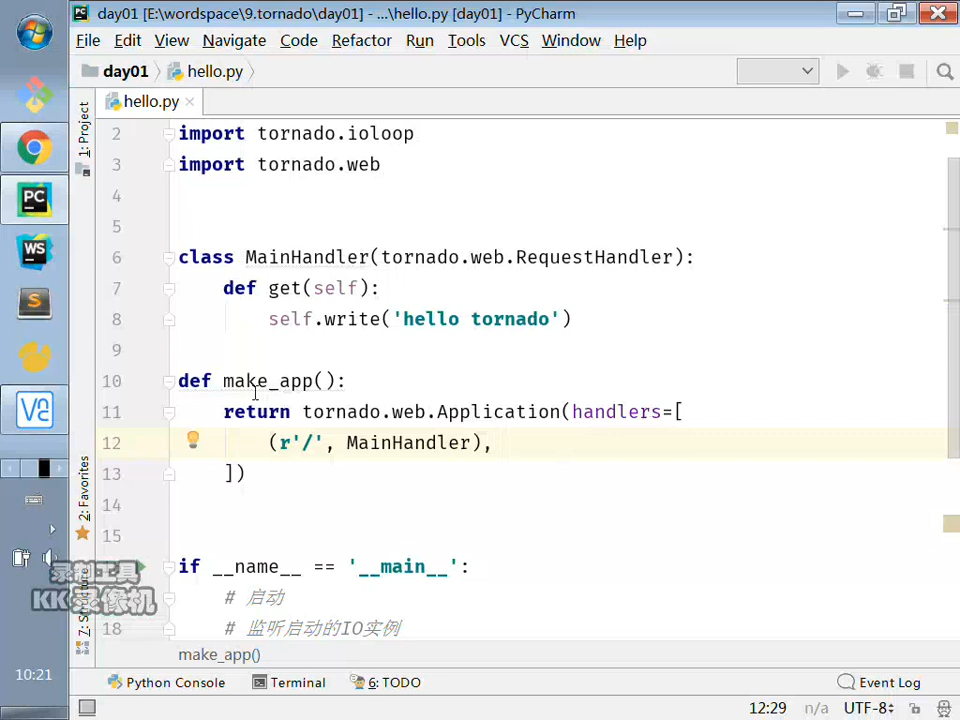 day01 [E:\wordspace\9.tornado\day01] - ...\hello.py [day01] - PyCharm
File Edit View Navigate Code Refactor Run Tools VCS Window Help
day01 hello.py
hello.py
2 import tornado.ioloop
3 import tornado.web
4
5
6 class MainHandler(tornado.web.RequestHandler):
7 def get(self):
8 self.write('hello tornado')
9
10 def make_app():
11 return tornado.web.Application(handlers=[
12 (r'/', MainHandler),
13 ])
14
15
if __name__ == '__main__':
# 启动
18 # 监听启动的IO实例
make_app()
1: Project
2: Favorites
7: Structure
PC
WS
录制工具
KK录像机
10:21
Python Console Terminal 6: TODO Event Log
12:29 n/a UTF-8